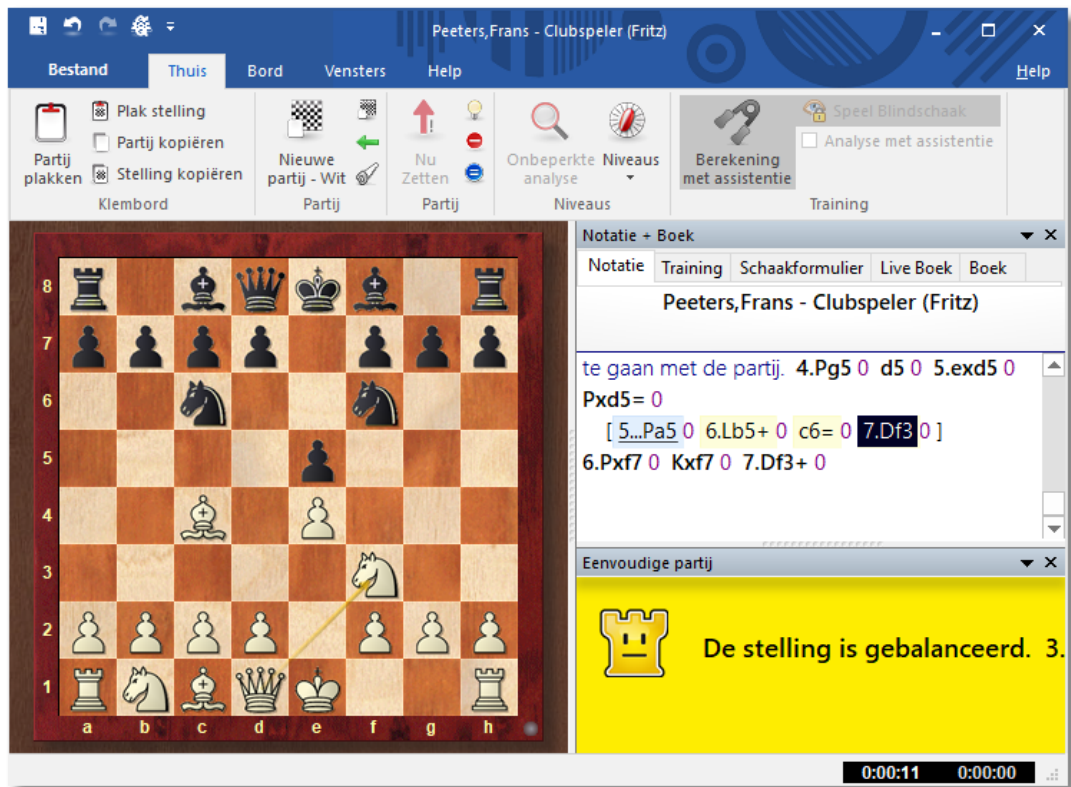 Peeters,Frans - Clubspeler (Fritz)
Bestand Thuis Bord Vensters Help Help
Partij plakken
Plak stelling
Partij kopiëren
Stelling kopiëren
Klembord
Nieuwe partij - Wit
Partij
Nu Zetten
Partij
Onbeperkte analyse
Niveaus
Niveaus
Berekening met assistentie
Speel Blindschaak
Analyse met assistentie
Training
8
7
6
5
4
3
2
1
a b c d e f g h
Notatie + Boek
Notatie Training Schaakformulier Live Boek Boek
Peeters,Frans - Clubspeler (Fritz)
te gaan met de partij. 4.Pg5 0 d5 0 5.exd5 0
Pxd5= 0
[ 5...Pa5 0 6.Lb5+ 0 c6= 0 7.Df3 0 ]
6.Pxf7 0 Kxf7 0 7.Df3+ 0
Eenvoudige partij
De stelling is gebalanceerd. 3.
0:00:11 0:00:00